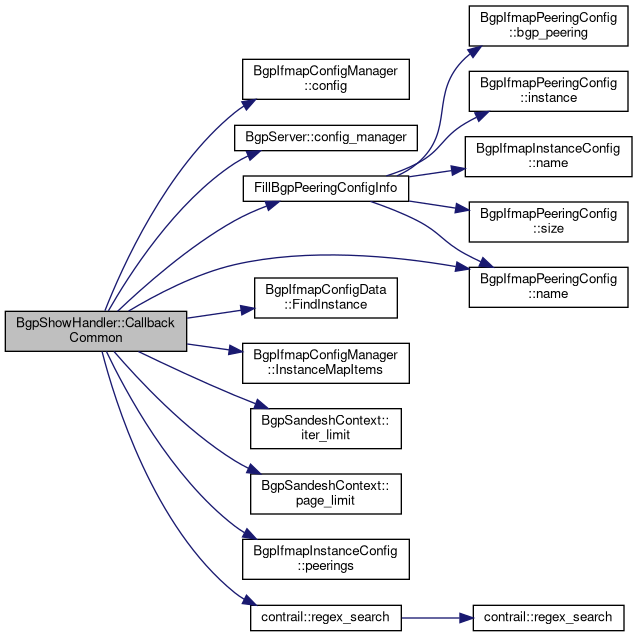 BgpShowHandler::Callback
Common
BgpIfmapConfigManager
::config
BgpServer::config_manager
FillBgpPeeringConfigInfo
BgpIfmapPeeringConfig
::bgp_peering
BgpIfmapPeeringConfig
::instance
BgpIfmapInstanceConfig
::name
BgpIfmapPeeringConfig
::size
BgpIfmapPeeringConfig
::name
BgpIfmapConfigData
::FindInstance
BgpIfmapConfigManager
::InstanceMapItems
BgpSandeshContext::
iter_limit
BgpSandeshContext::
page_limit
BgpIfmapInstanceConfig
::peerings
contrail::regex_search
contrail::regex_search